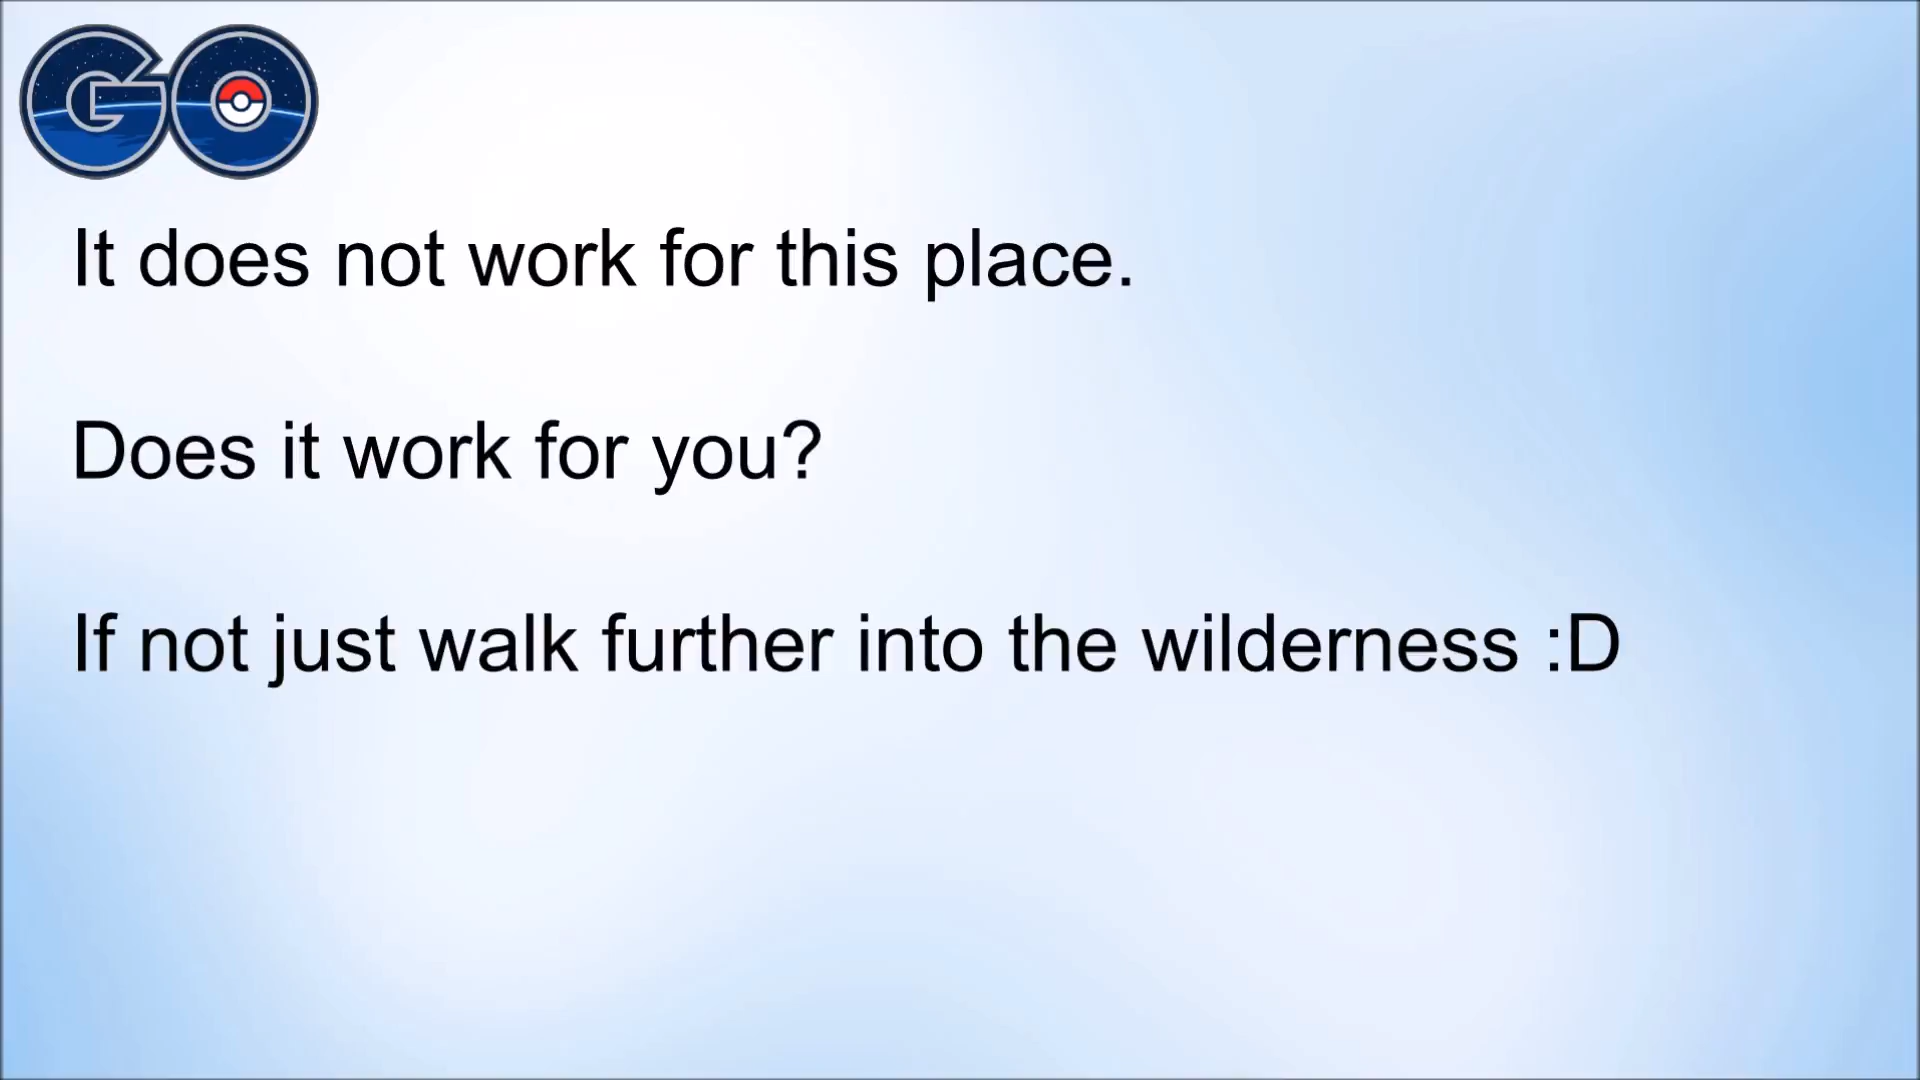 GO
It does not work for this place.
Does it work for you?
If not just walk further into the wilderness :D